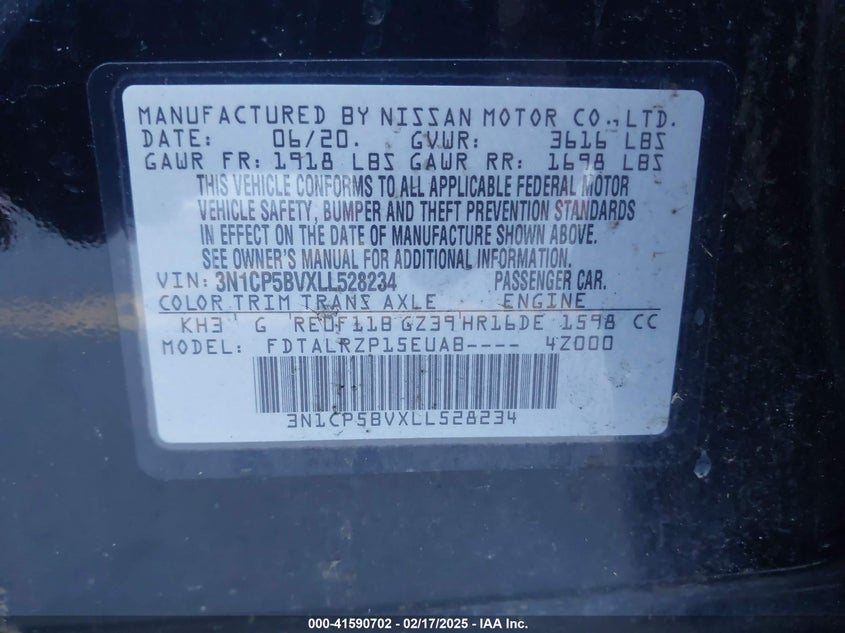 MANUFACTURED BY NISSAN MOTOR CO., LTD.
DATE: 06/20. GVWR: 3616 LBS
GAWR FR: 1918 LBS GAWR RR: 1698 LBS
THIS VEHICLE CONFORMS TO ALL APPLICABLE FEDERAL MOTOR
VEHICLE SAFETY, BUMPER AND THEFT PREVENTION STANDARDS
IN EFFECT ON THE DATE OF MANUFACTURE SHOWN ABOVE.
SEE OWNER'S MANUAL FOR ADDITIONAL INFORMATION.
VIN: 3N1CP5BVXLL528234 PASSENGER CAR.
COLOR TRIM TRANS AXLE ENGINE
KH3 G RE0F11B GZ39 HR16DE 1598 CC
MODEL: FDTALRZP15EUAB---- 4Z000
3N1CP5BVXLL528234
000-41590702 - 02/17/2025 - IAA Inc.